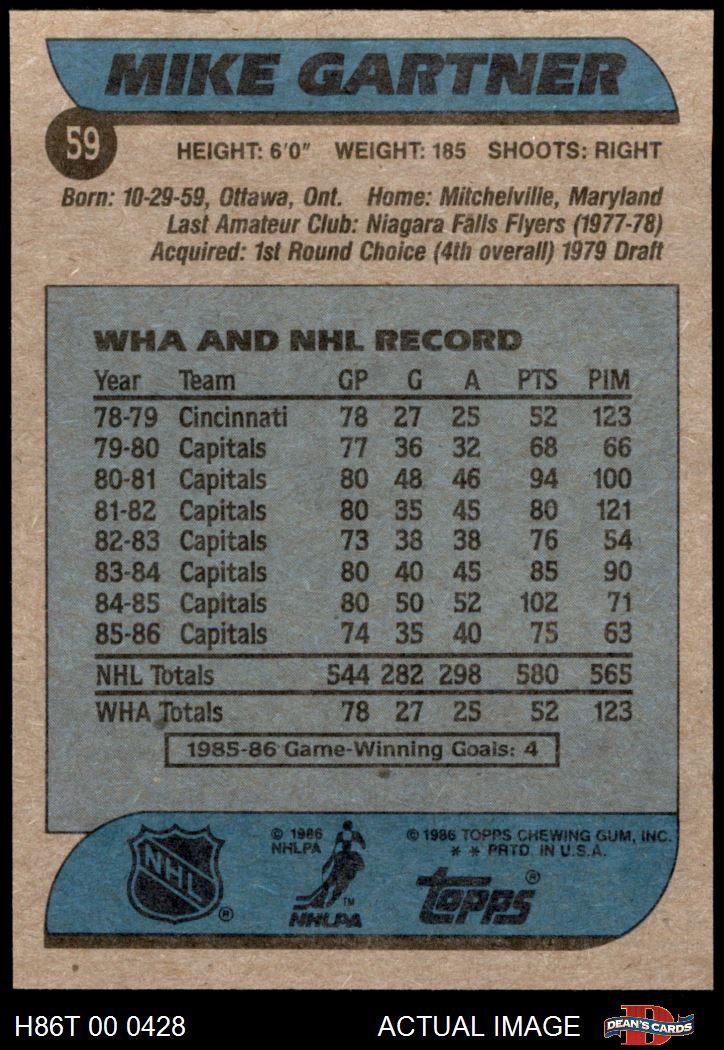 MIKE GARTNER
59
HEIGHT: 6'0" WEIGHT: 185 SHOOTS: RIGHT
Born: 10-29-59, Ottawa, Ont. Home: Mitchelville, Maryland
Last Amateur Club: Niagara Falls Flyers (1977-78)
Acquired: 1st Round Choice (4th overall) 1979 Draft
WHA AND NHL RECORD
Year Team GP G A PTS PIM
78-79 Cincinnati 78 27 25 52 123
79-80 Capitals 77 36 32 68 66
80-81 Capitals 80 48 46 94 100
81-82 Capitals 80 35 45 80 121
82-83 Capitals 73 38 38 76 54
83-84 Capitals 80 40 45 85 90
84-85 Capitals 80 50 52 102 71
85-86 Capitals 74 35 40 75 63
NHL Totals 544 282 298 580 565
WHA Totals 78 27 25 52 123
1985-86 Game-Winning Goals: 4
NHL ®
© 1986
NHLPA
TM
NHLPA
© 1986 TOPPS CHEWING GUM, INC.
* * PRTD. IN U.S.A.
topps ®
H86T 00 0428 ACTUAL IMAGE
D
DEAN'S CARDS